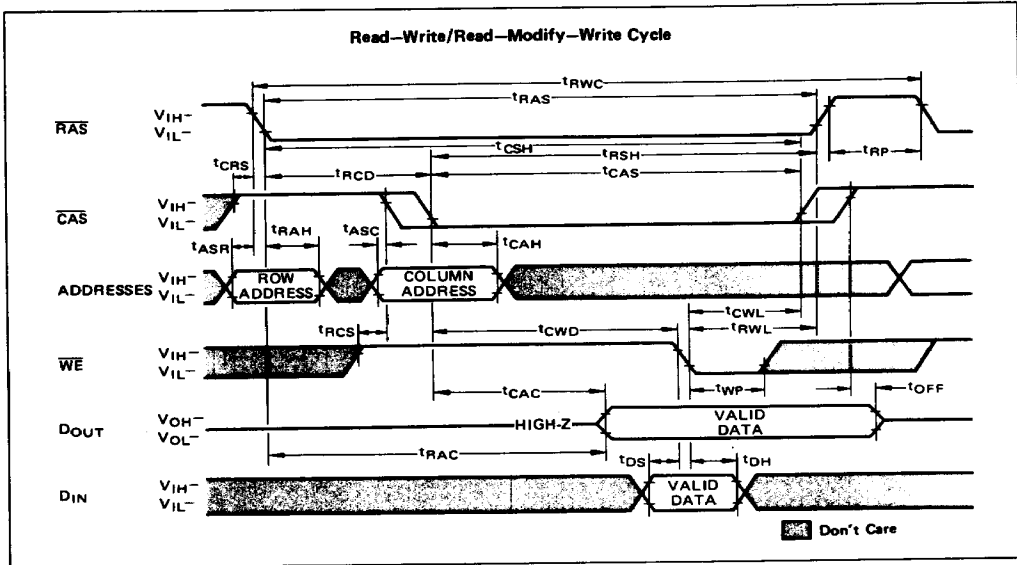 Read—Write/Read—Modify—Write Cycle
tRWC
tRAS
RAS
VIH–
VIL–
tCSH
tRSH
tRP
tCRS
tRCD
tCAS
CAS
VIH–
VIL–
tASR
tRAH
tASC
tCAH
ADDRESSES
VIH–
VIL–
ROW
ADDRESS
COLUMN
ADDRESS
tCWL
tRCS
tCWD
tRWL
WE
VIH–
VIL–
tWP
tCAC
tOFF
DOUT
VOH–
VOL–
HIGH-Z
VALID
DATA
tRAC
tDS
tDH
DIN
VIH–
VIL–
VALID
DATA
Don't Care